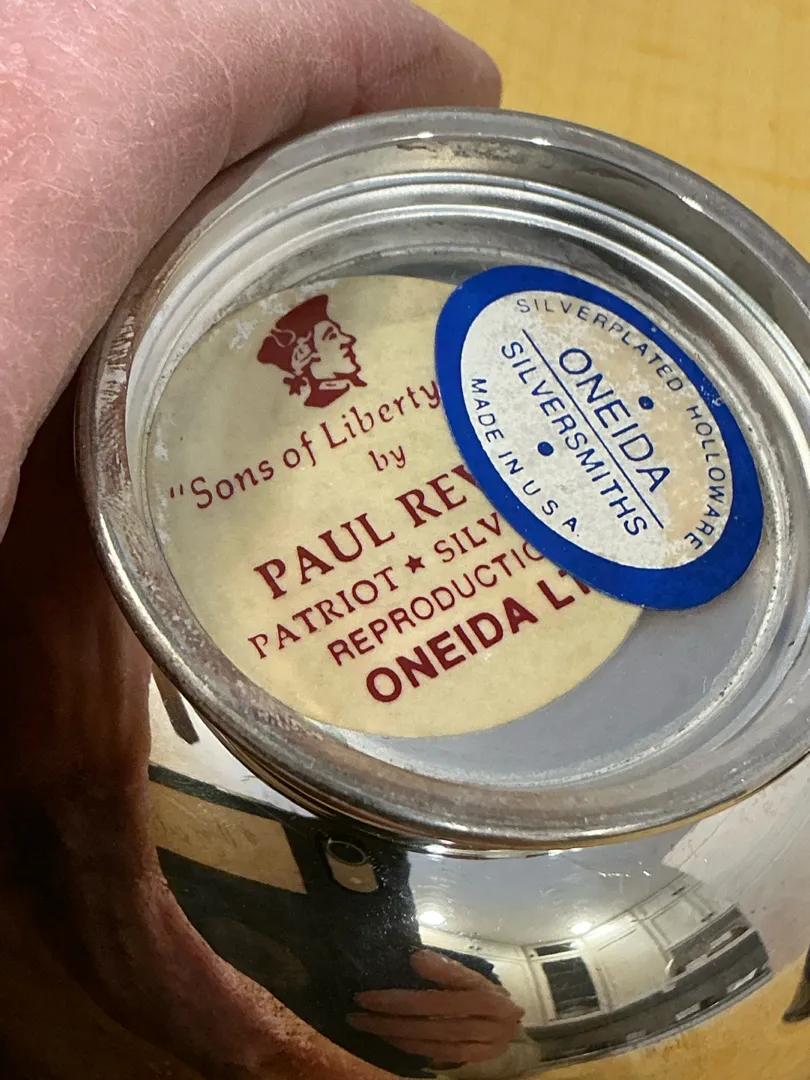 "Sons of Liberty
by
PAUL REV
PATRIOT ★ SILV
REPRODUCTIO
ONEIDA LT
SILVERPLATED HOLLOWARE
ONEIDA
SILVERSMITHS
MADE IN U.S.A.